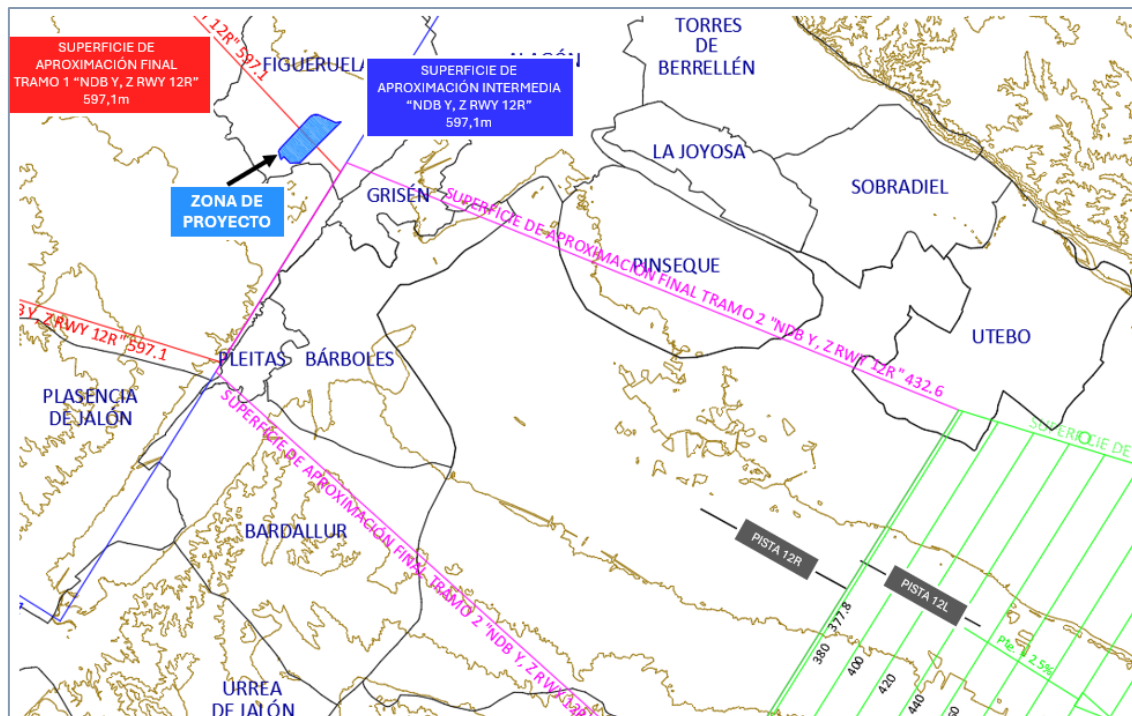 12R" 597.1
SUPERFICIE DE
APROXIMACIÓN FINAL
TRAMO 1 “NDB Y, Z RWY 12R”
597,1m
FIGUERUELA
SUPERFICIE DE
APROXIMACIÓN INTERMEDIA
“NDB Y, Z RWY 12R”
597,1m
TORRES
DE
BERRELLÉN
LA JOYOSA
SOBRADIEL
ZONA DE
PROYECTO
GRISÉN
SUPERFICIE DE APROXIMACIÓN FINAL TRAMO 2 "NDB Y, Z RWY 12R" 432.6
PINSEQUE
UTEBO
Y, Z RWY 12R" 597.1
PLEITAS
BÁRBOLES
PLASENCIA
DE JALÓN
SUPERFICIE DE APROXIMACIÓN FINAL TRAMO 2 "NDB Y, Z RWY 12R"
SUPERFICIE DE
BARDALLUR
PISTA 12R
PISTA 12L
377.8
380
400
420
440
460
pte. 2.5%
URREA
DE JALÓN